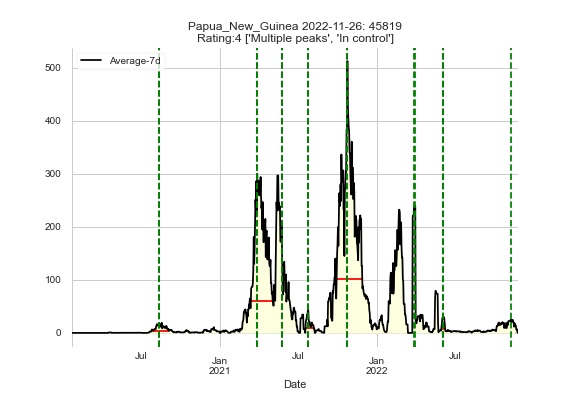 Papua_New_Guinea 2022-11-26: 45819
Rating:4 ['Multiple peaks', 'In control']
Average-7d
500
400
300
200
100
0
Jul
Jan
2021
Jul
Jan
2022
Jul
Date